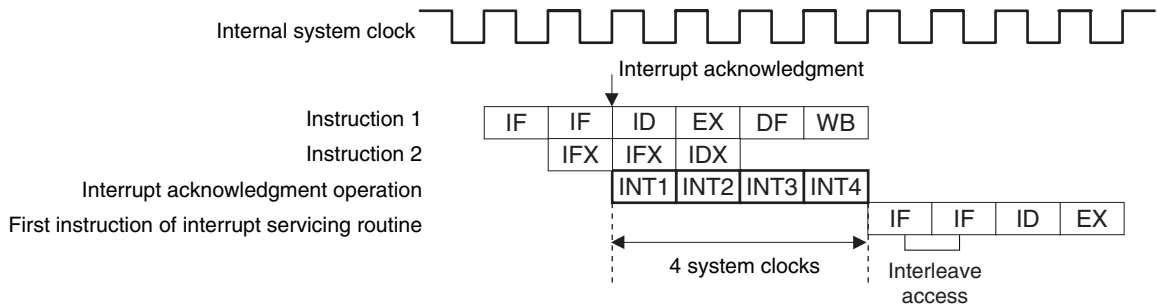 Internal system clock
Interrupt acknowledgment
Instruction 1 IF IF ID EX DF WB
Instruction 2 IFX IFX IDX
Interrupt acknowledgment operation INT1 INT2 INT3 INT4
First instruction of interrupt servicing routine IF IF ID EX
4 system clocks
Interleave
access